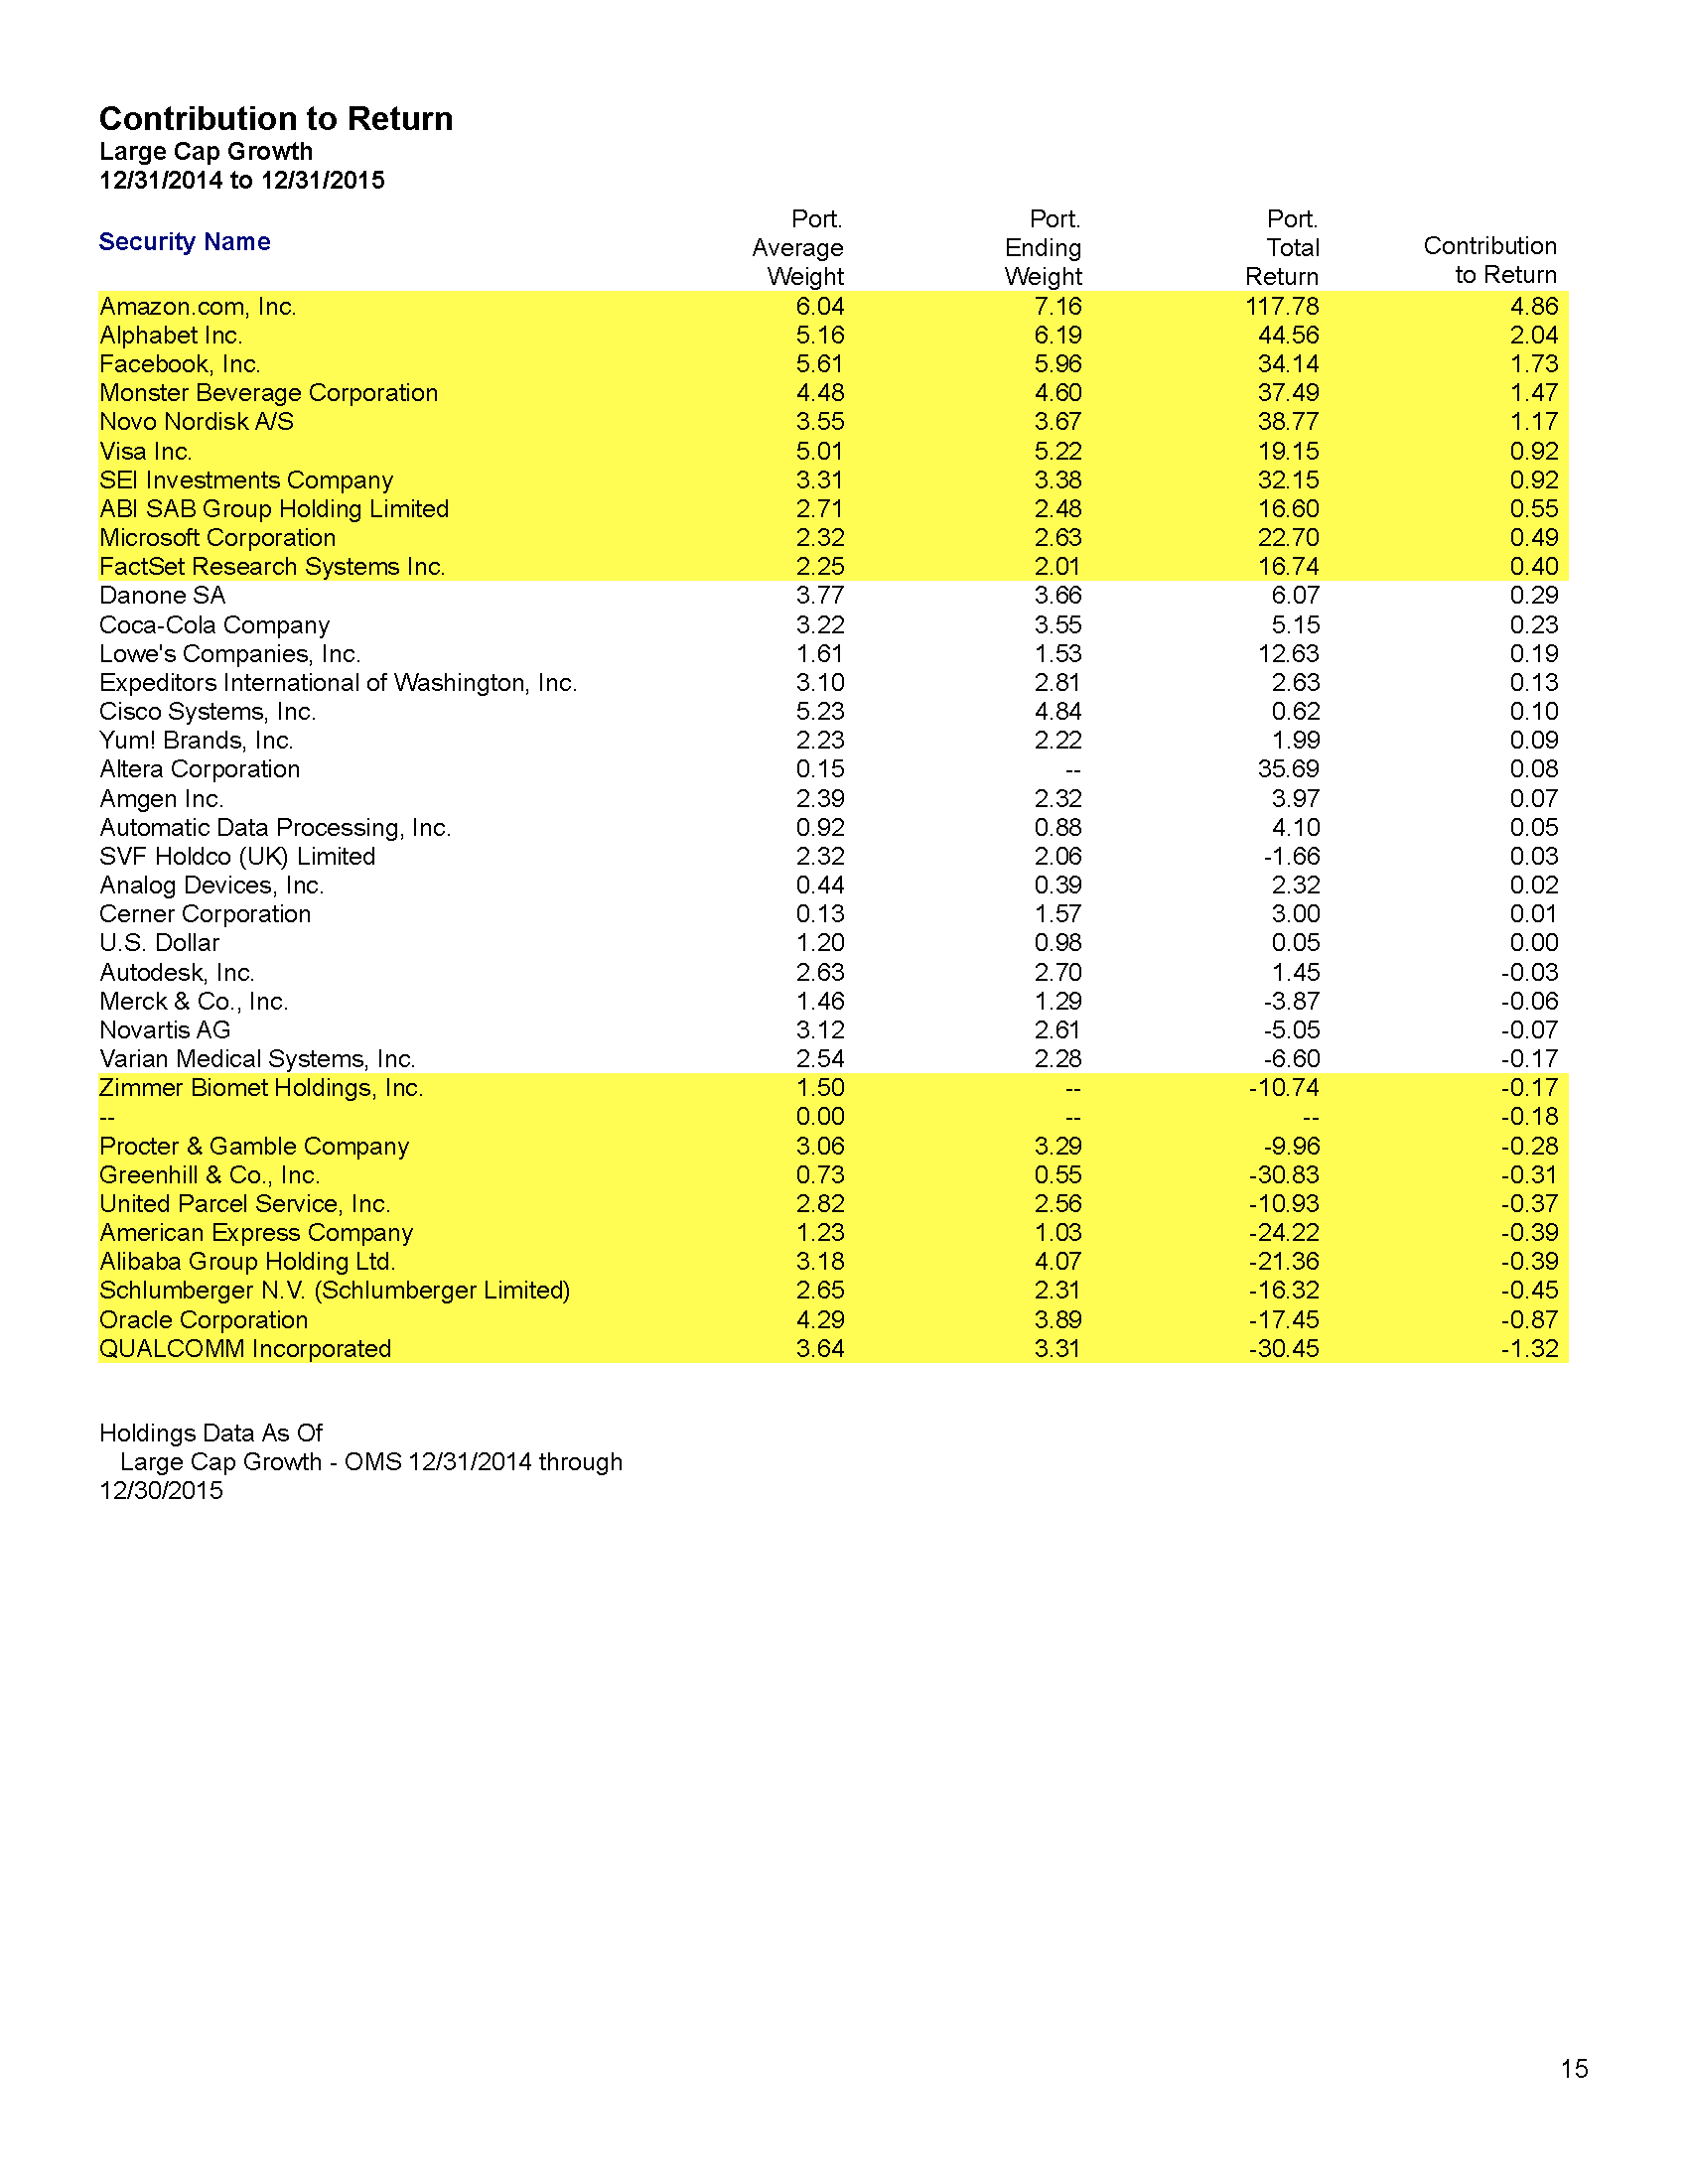 Contribution to Return
Large Cap Growth
12/31/2014 to 12/31/2015
Security Name Port. Average Weight Port. Ending Weight Port. Total Return Contribution to Return
Amazon.com, Inc. 6.04 7.16 117.78 4.86
Alphabet Inc. 5.16 6.19 44.56 2.04
Facebook, Inc. 5.61 5.96 34.14 1.73
Monster Beverage Corporation 4.48 4.60 37.49 1.47
Novo Nordisk A/S 3.55 3.67 38.77 1.17
Visa Inc. 5.01 5.22 19.15 0.92
SEI Investments Company 3.31 3.38 32.15 0.92
ABI SAB Group Holding Limited 2.71 2.48 16.60 0.55
Microsoft Corporation 2.32 2.63 22.70 0.49
FactSet Research Systems Inc. 2.25 2.01 16.74 0.40
Danone SA 3.77 3.66 6.07 0.29
Coca-Cola Company 3.22 3.55 5.15 0.23
Lowe's Companies, Inc. 1.61 1.53 12.63 0.19
Expeditors International of Washington, Inc. 3.10 2.81 2.63 0.13
Cisco Systems, Inc. 5.23 4.84 0.62 0.10
Yum! Brands, Inc. 2.23 2.22 1.99 0.09
Altera Corporation 0.15 -- 35.69 0.08
Amgen Inc. 2.39 2.32 3.97 0.07
Automatic Data Processing, Inc. 0.92 0.88 4.10 0.05
SVF Holdco (UK) Limited 2.32 2.06 -1.66 0.03
Analog Devices, Inc. 0.44 0.39 2.32 0.02
Cerner Corporation 0.13 1.57 3.00 0.01
U.S. Dollar 1.20 0.98 0.05 0.00
Autodesk, Inc. 2.63 2.70 1.45 -0.03
Merck & Co., Inc. 1.46 1.29 -3.87 -0.06
Novartis AG 3.12 2.61 -5.05 -0.07
Varian Medical Systems, Inc. 2.54 2.28 -6.60 -0.17
Zimmer Biomet Holdings, Inc. 1.50 -- -10.74 -0.17
-- 0.00 -- -- -0.18
Procter & Gamble Company 3.06 3.29 -9.96 -0.28
Greenhill & Co., Inc. 0.73 0.55 -30.83 -0.31
United Parcel Service, Inc. 2.82 2.56 -10.93 -0.37
American Express Company 1.23 1.03 -24.22 -0.39
Alibaba Group Holding Ltd. 3.18 4.07 -21.36 -0.39
Schlumberger N.V. (Schlumberger Limited) 2.65 2.31 -16.32 -0.45
Oracle Corporation 4.29 3.89 -17.45 -0.87
QUALCOMM Incorporated 3.64 3.31 -30.45 -1.32
Holdings Data As Of
Large Cap Growth - OMS 12/31/2014 through
12/30/2015
15